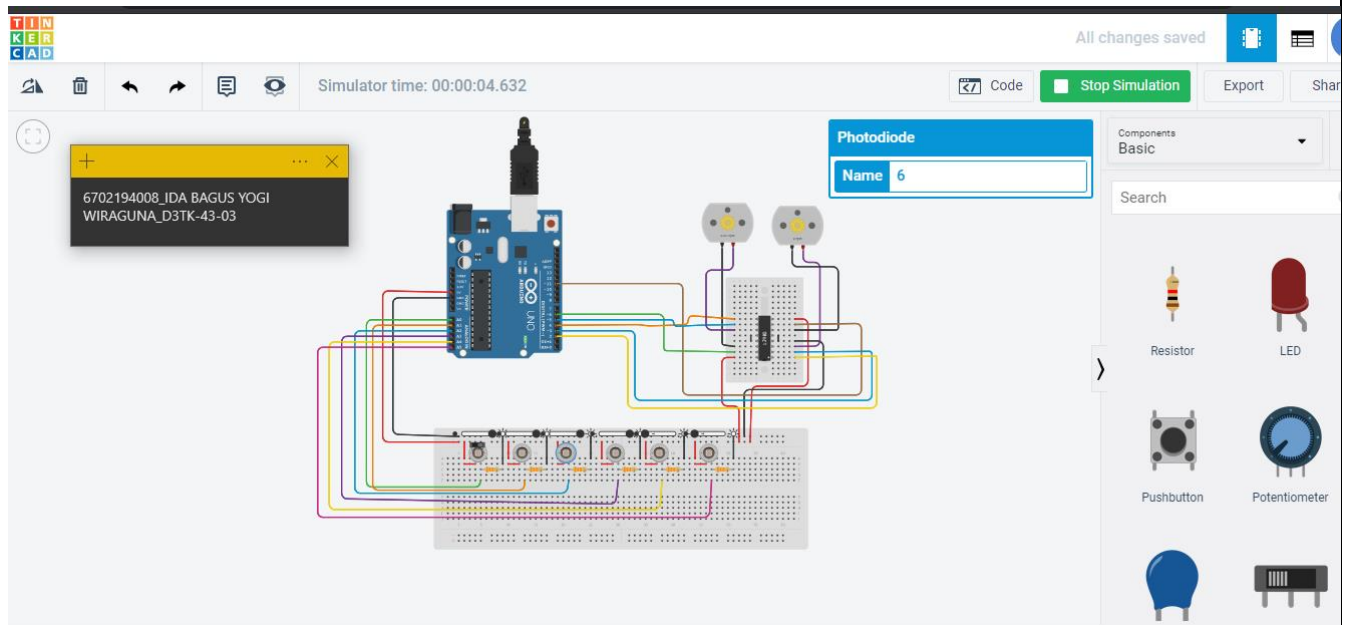 TIN
KER
CAD
All changes saved
Simulator time: 00:00:04.632
Code
Stop Simulation
Export
Shar
6702194008_IDA BAGUS YOGI
WIRAGUNA_D3TK-43-03
Photodiode
Name 6
Components
Basic
Search
Resistor
LED
Pushbutton
Potentiometer
UNO
ARDUINO